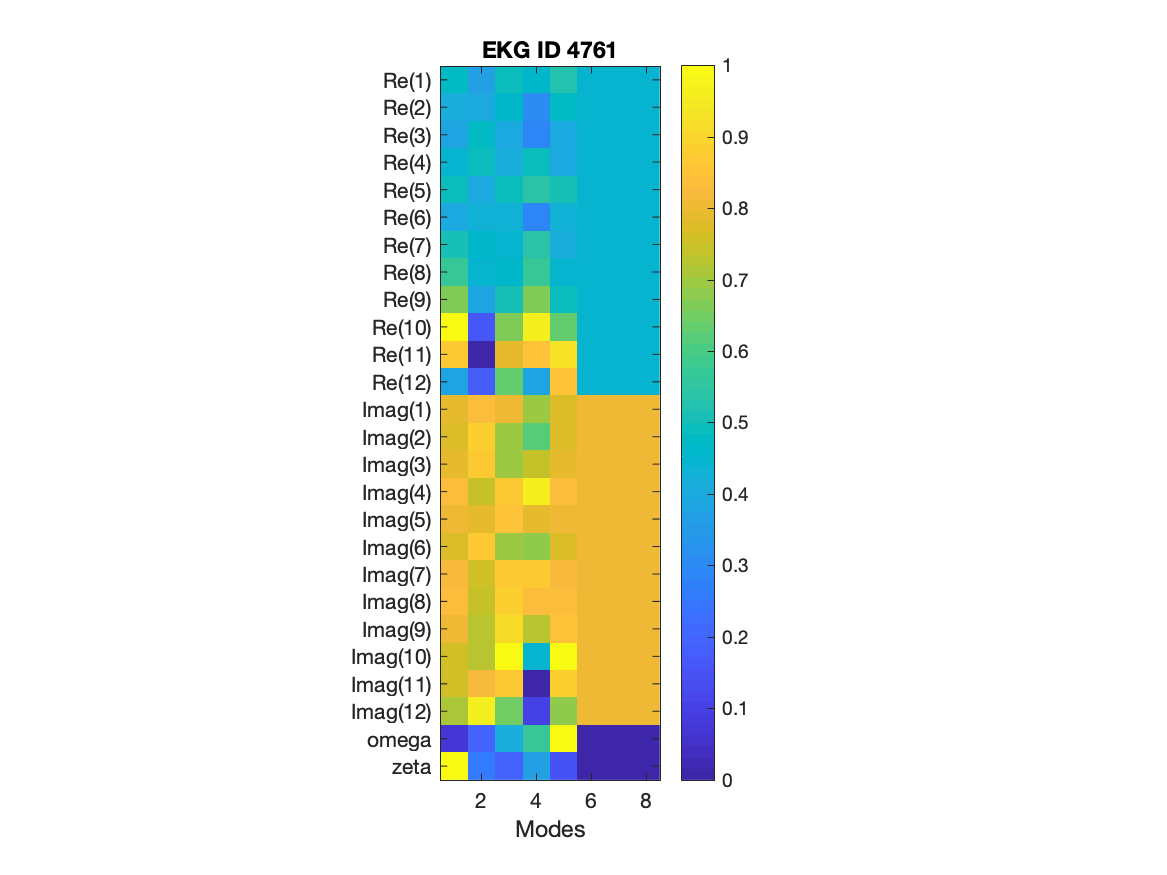 EKG ID 4761
Re(1)
Re(2)
Re(3)
Re(4)
Re(5)
Re(6)
Re(7)
Re(8)
Re(9)
Re(10)
Re(11)
Re(12)
Imag(1)
Imag(2)
Imag(3)
Imag(4)
Imag(5)
Imag(6)
Imag(7)
Imag(8)
Imag(9)
Imag(10)
Imag(11)
Imag(12)
omega
zeta
2 4 6 8
Modes
1
0.9
0.8
0.7
0.6
0.5
0.4
0.3
0.2
0.1
0